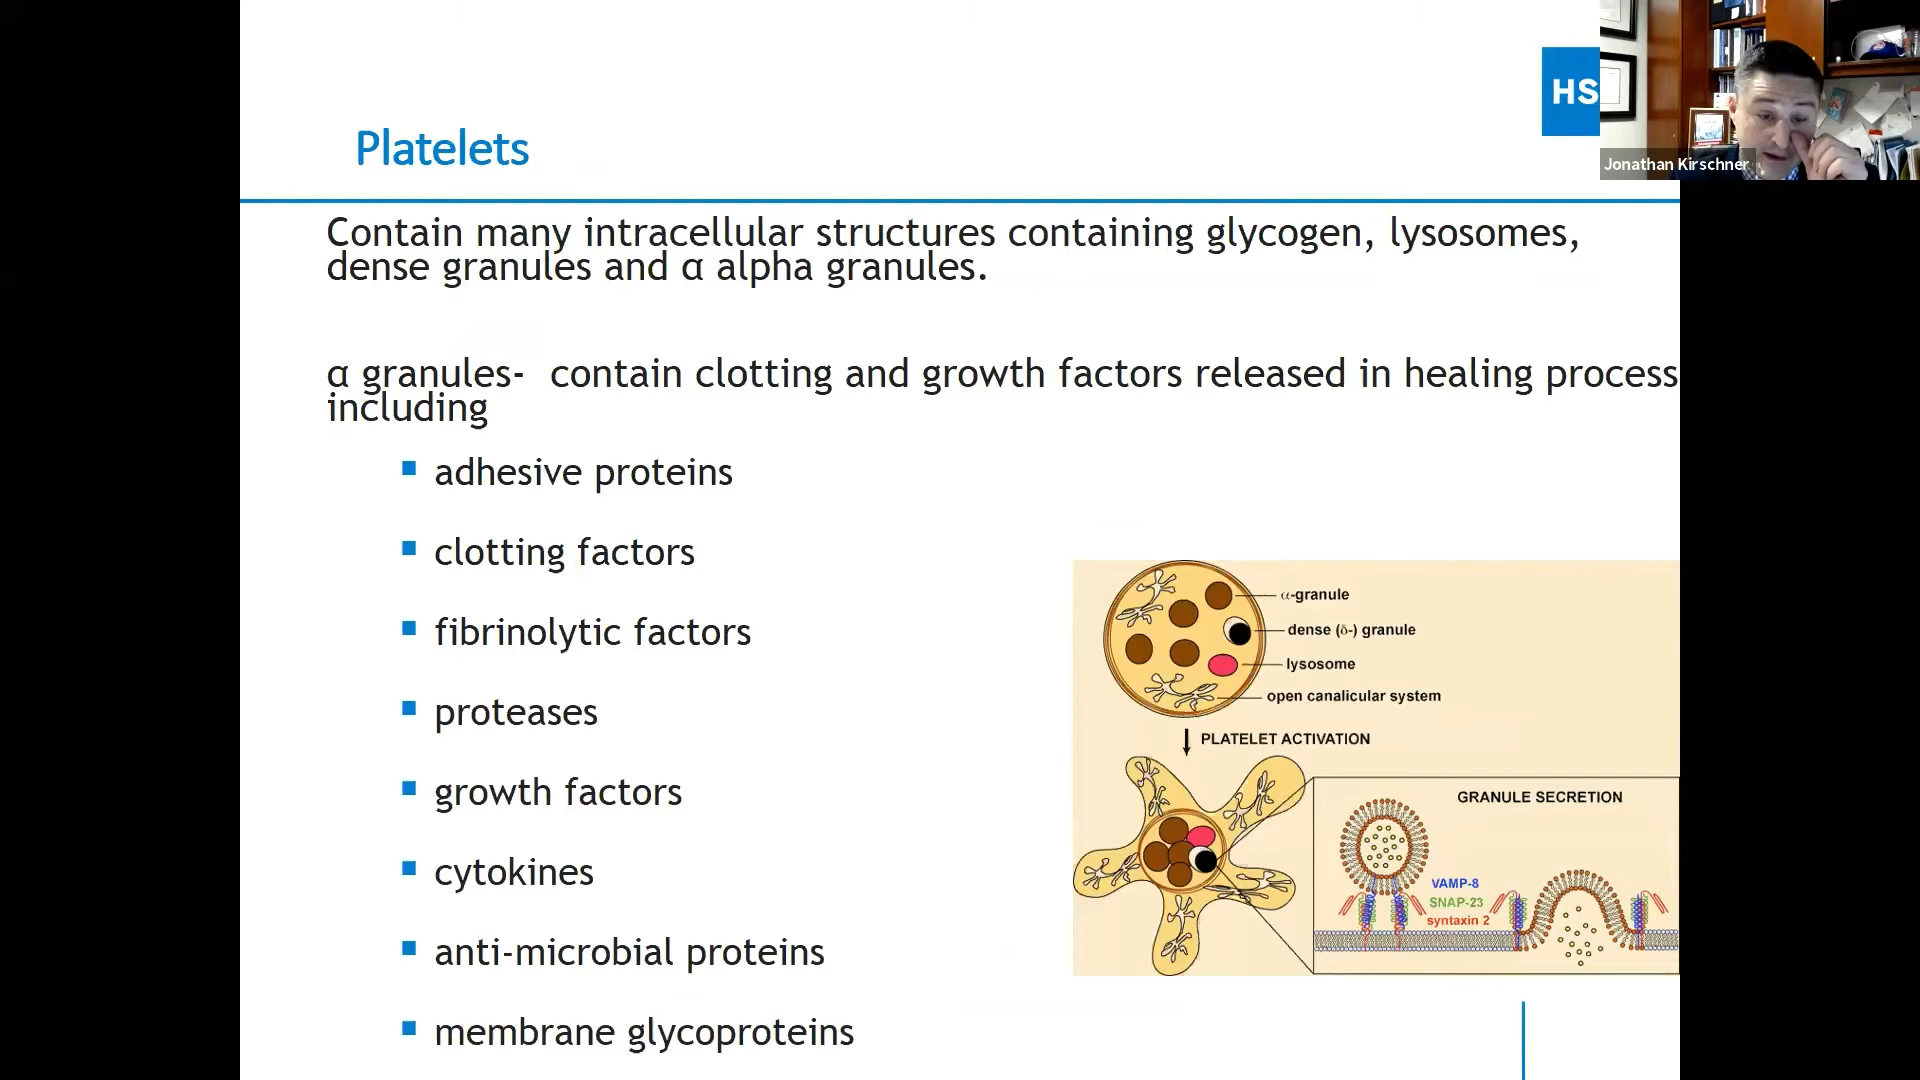 HS
Jonathan Kirschner
Platelets
Contain many intracellular structures containing glycogen, lysosomes,
dense granules and α alpha granules.
α granules- contain clotting and growth factors released in healing process
including
adhesive proteins
clotting factors
fibrinolytic factors
proteases
growth factors
cytokines
anti-microbial proteins
membrane glycoproteins
α-granule
dense (δ-) granule
lysosome
open canalicular system
PLATELET ACTIVATION
GRANULE SECRETION
VAMP-8
SNAP-23
syntaxin 2